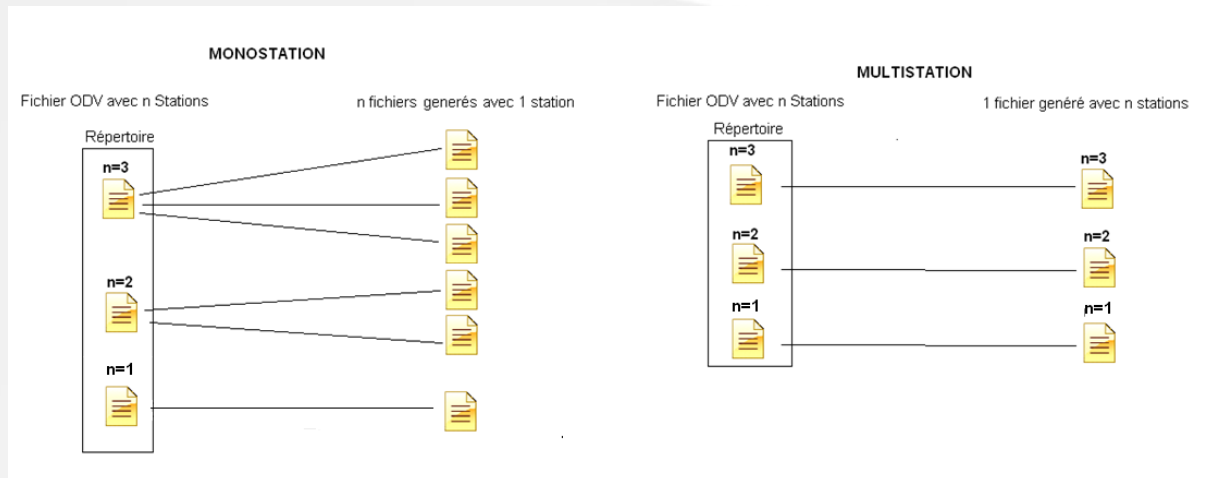 MONOSTATION
Fichier ODV avec n Stations
n fichiers generés avec 1 station
Répertoire
n=3
n=2
n=1
MULTISTATION
Fichier ODV avec n Stations
1 fichier genéré avec n stations
Répertoire
n=3
n=3
n=2
n=2
n=1
n=1